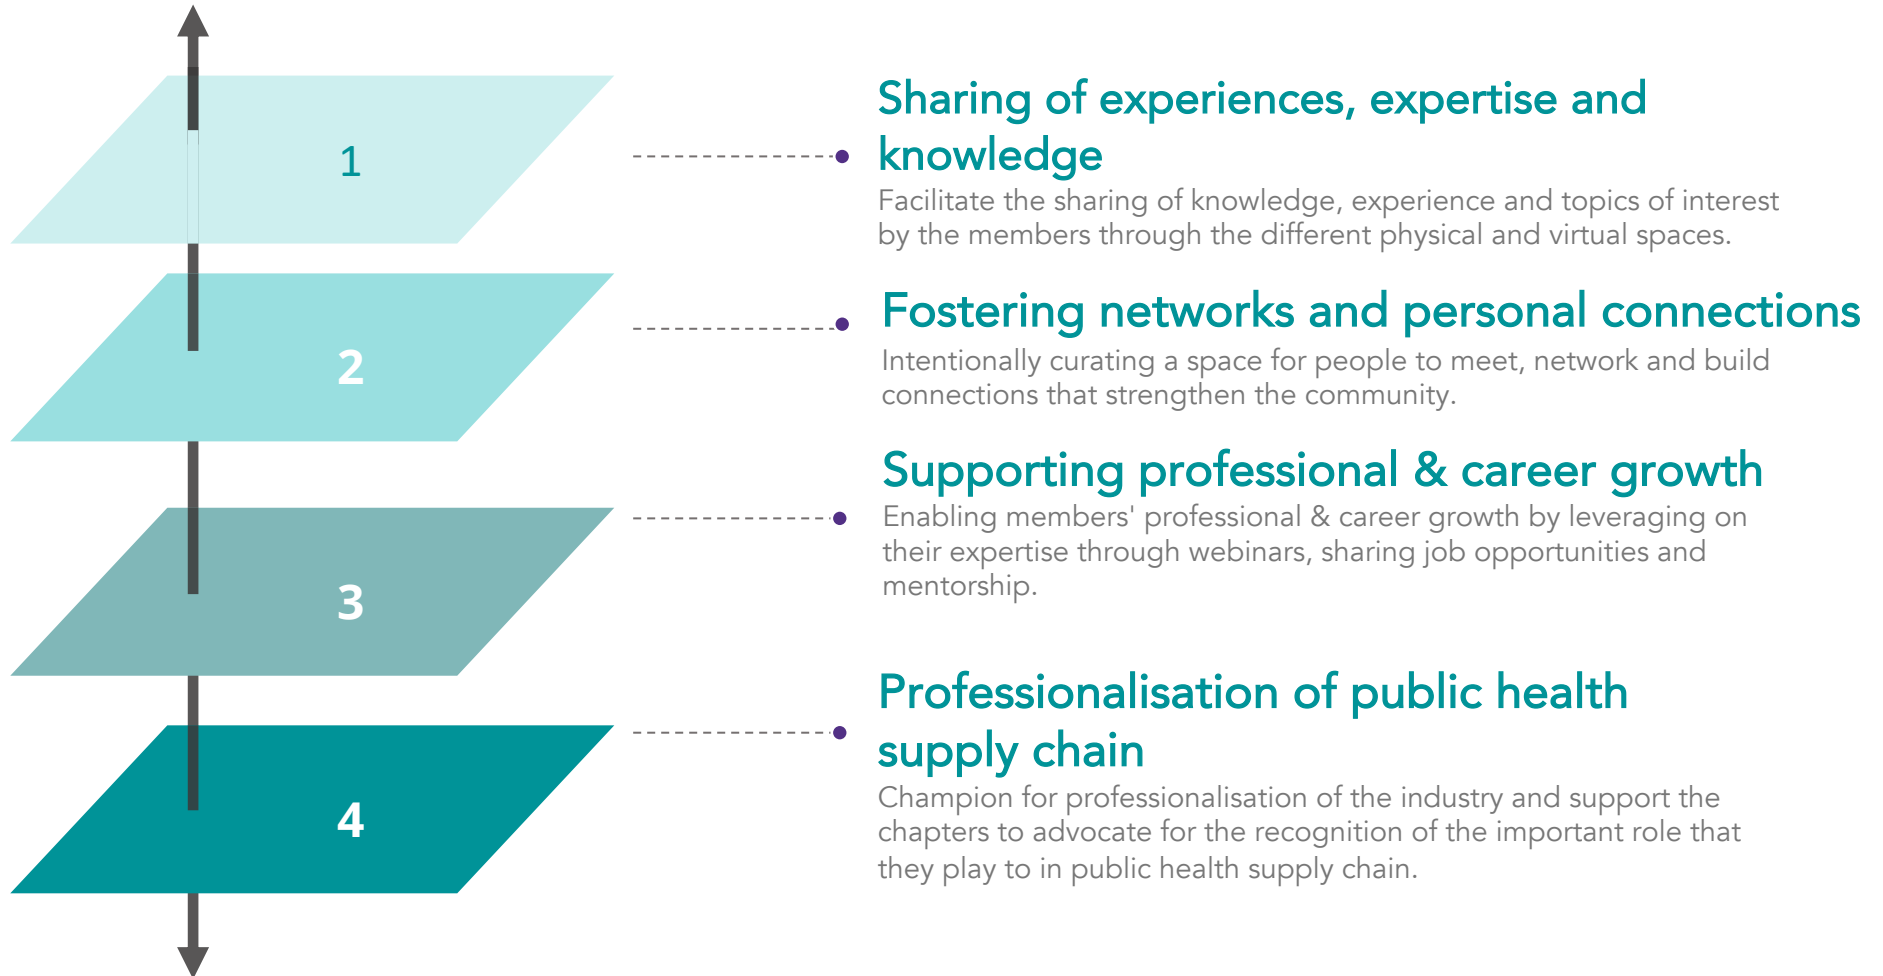 1
Sharing of experiences, expertise and
knowledge
Facilitate the sharing of knowledge, experience and topics of interest
by the members through the different physical and virtual spaces.
2
Fostering networks and personal connections
Intentionally curating a space for people to meet, network and build
connections that strengthen the community.
3
Supporting professional & career growth
Enabling members' professional & career growth by leveraging on
their expertise through webinars, sharing job opportunities and
mentorship.
4
Professionalisation of public health
supply chain
Champion for professionalisation of the industry and support the
chapters to advocate for the recognition of the important role that
they play to in public health supply chain.